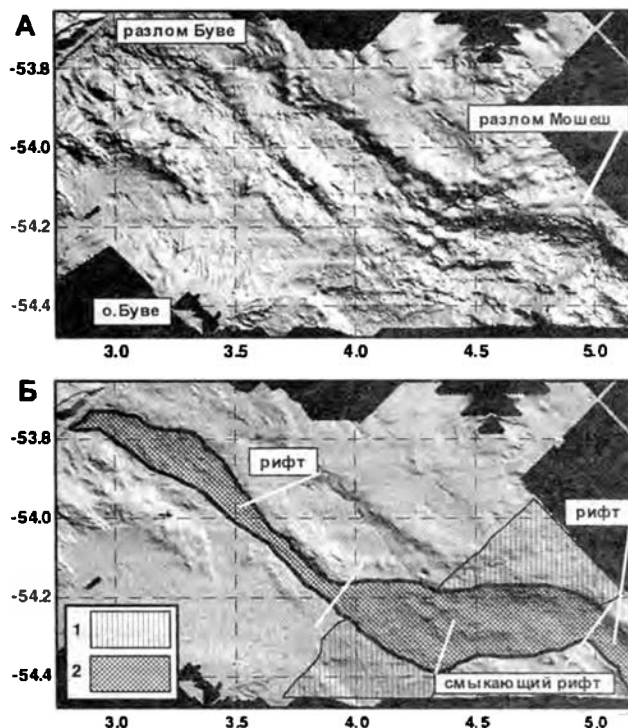 А
разлом Буве
-53.8
разлом Мошеш
-54.0
-54.2
-54.4
о.Буве
3.0 3.5 4.0 4.5 5.0
Б
-53.8
рифт
рифт
-54.0
-54.2
1
2
-54.4
смыкающий рифт
3.0 3.5 4.0 4.5 5.0